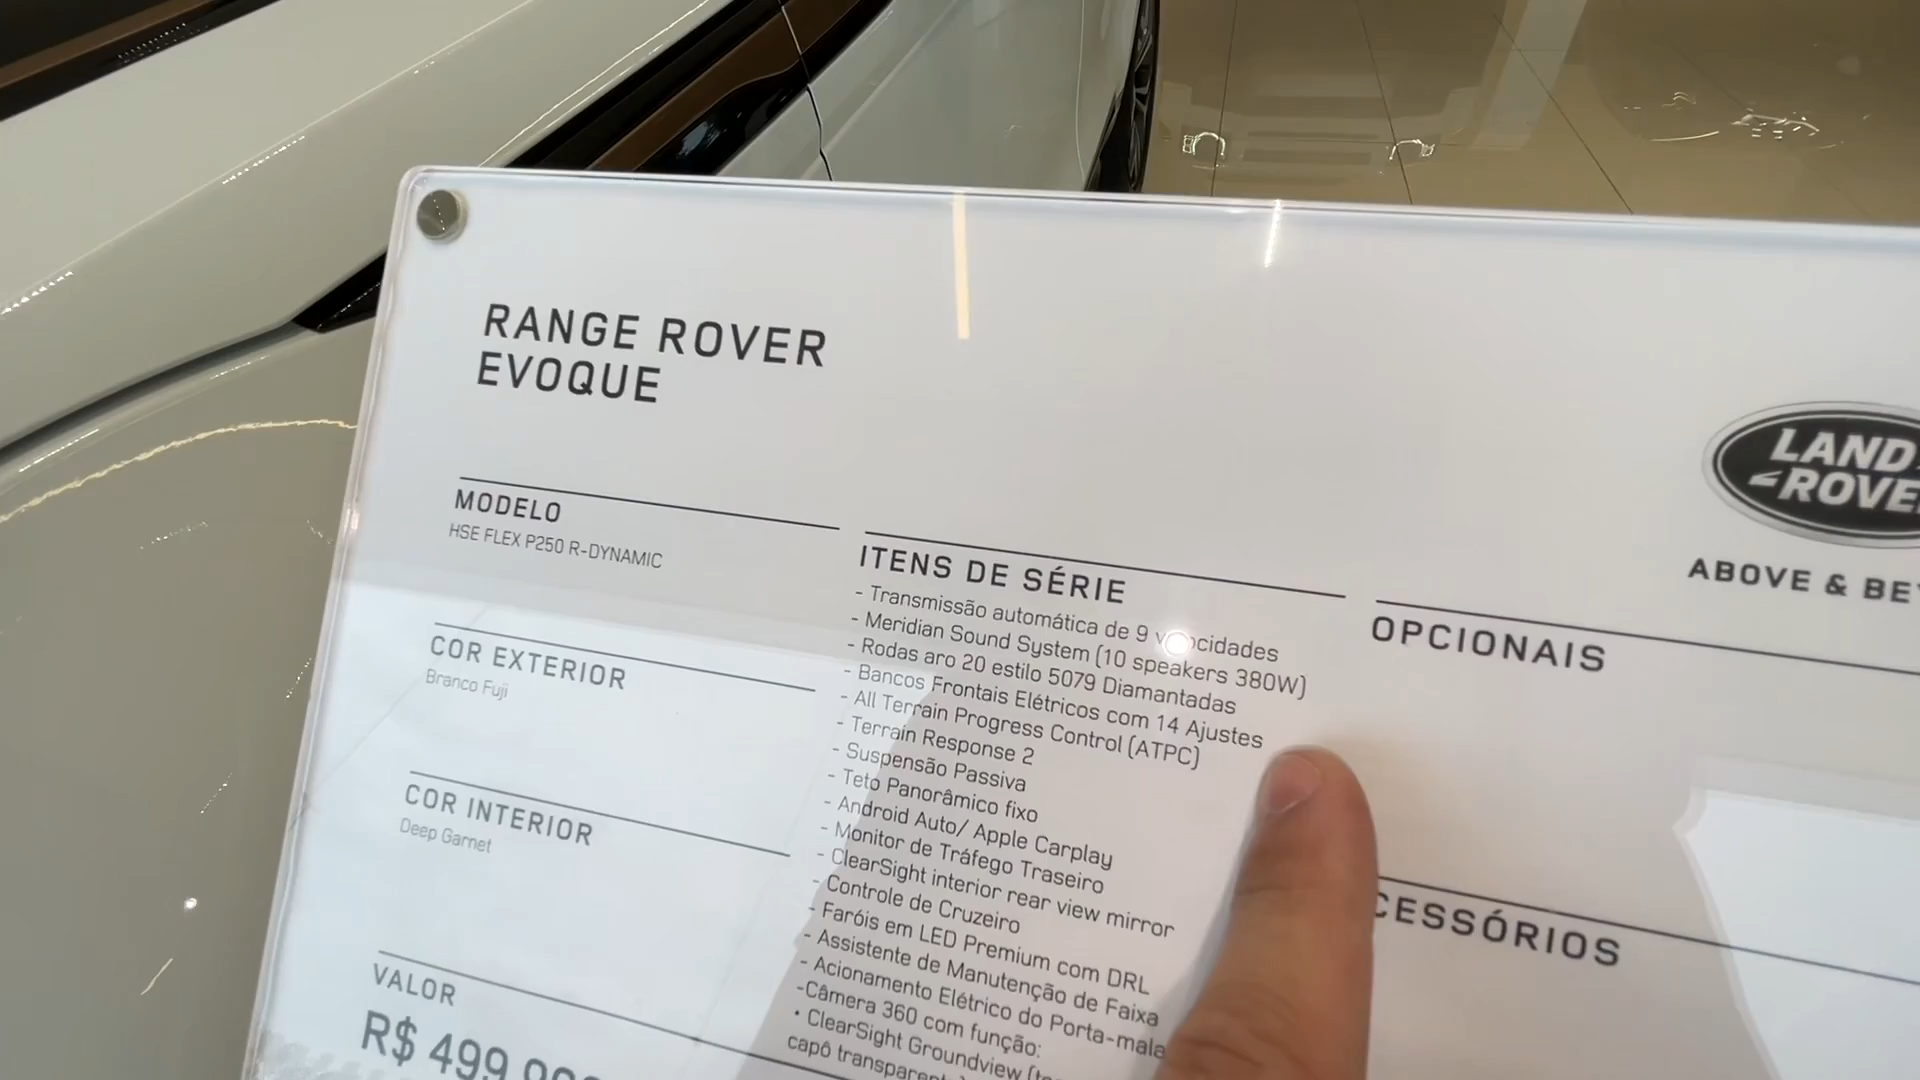 RANGE ROVER
EVOQUE
LAND
ROVE
ABOVE & BE
MODELO
HSE FLEX P250 R-DYNAMIC
COR EXTERIOR
Branco Fuji
COR INTERIOR
Deep Garnet
VALOR
R$ 499
ITENS DE SÉRIE
- Transmissão automática de 9 velocidades
- Meridian Sound System (10 speakers 380W)
- Rodas aro 20 estilo 5079 Diamantadas
- Bancos Frontais Elétricos com 14 Ajustes
- All Terrain Progress Control (ATPC)
- Terrain Response 2
- Suspensão Passiva
- Teto Panorâmico fixo
- Android Auto/ Apple Carplay
- Monitor de Tráfego Traseiro
- ClearSight interior rear view mirror
- Controle de Cruzeiro
- Faróis em LED Premium com DRL
- Assistente de Manutenção de Faixa
- Acionamento Elétrico do Porta-mala
-Câmera 360 com função:
• ClearSight Groundview
capô transparent
OPCIONAIS
CESSÓRIOS